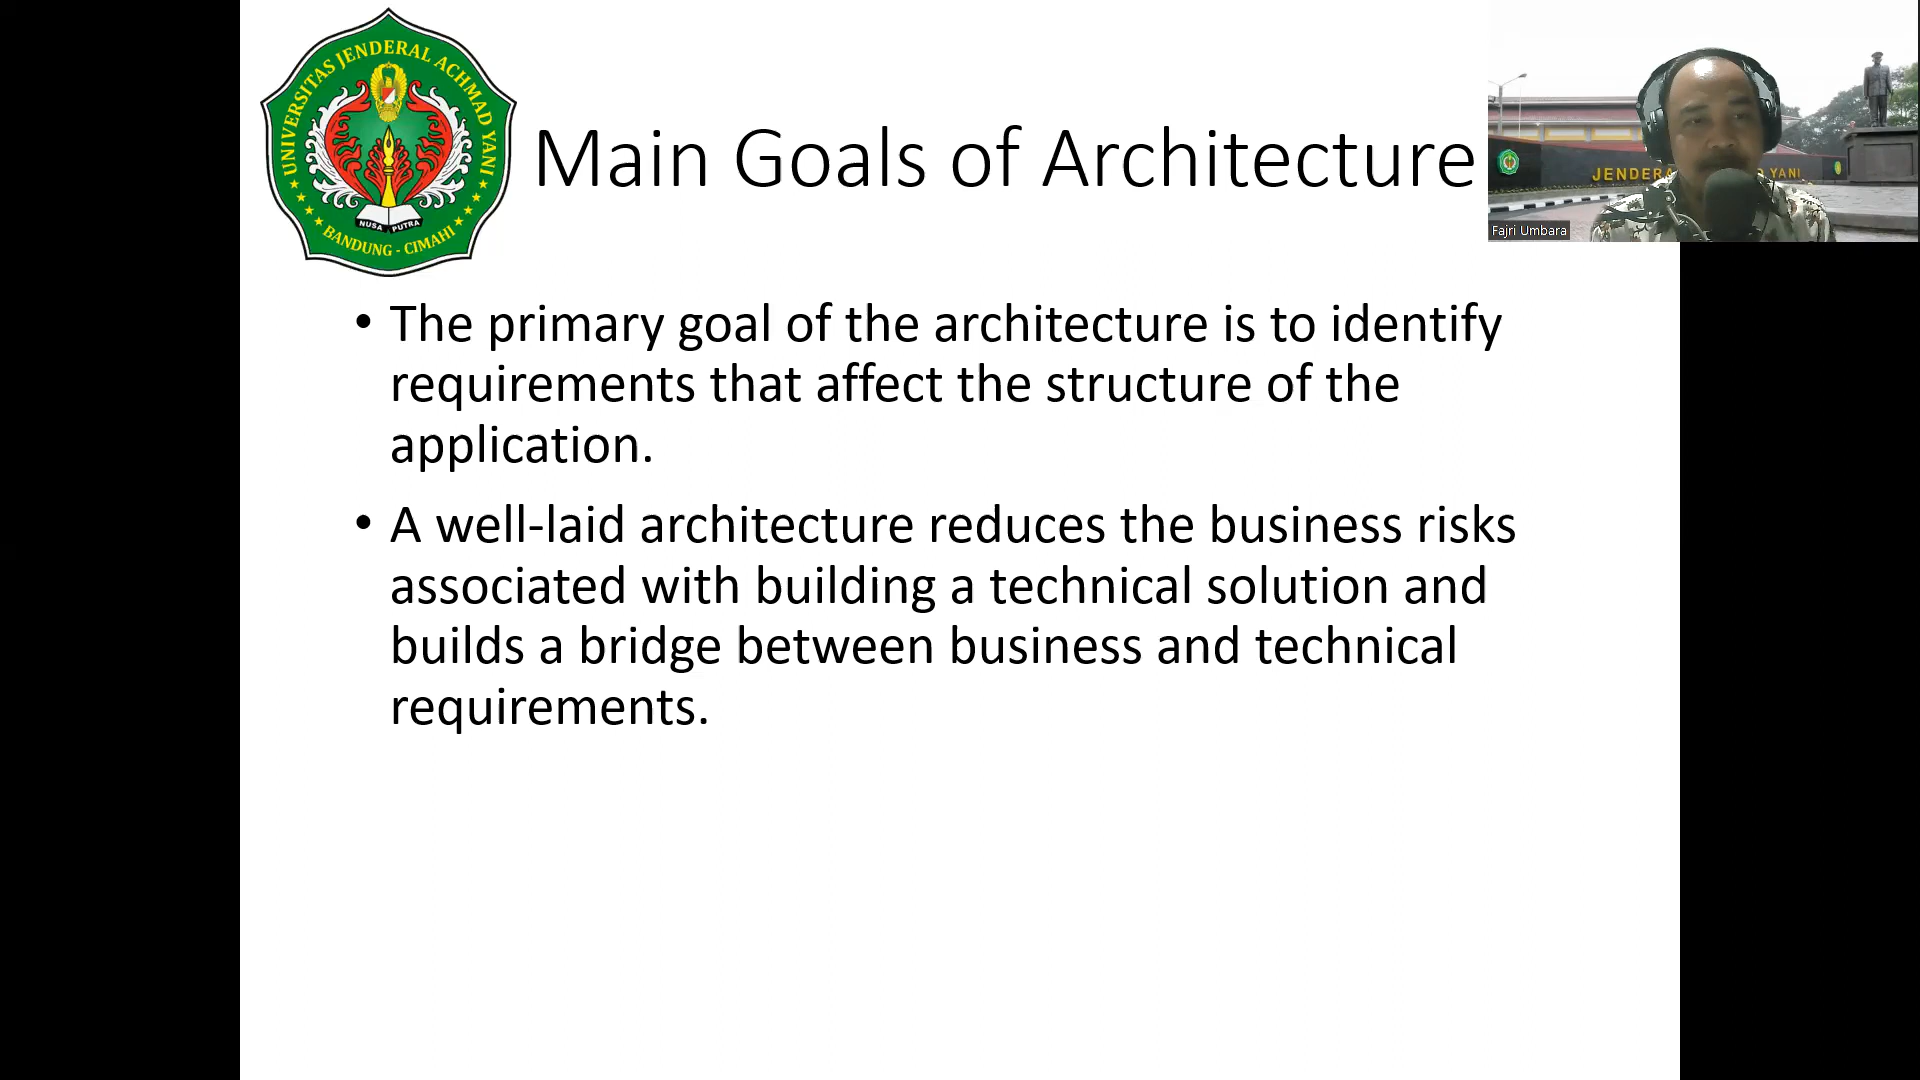 UNIVERSITAS JENDERAL ACHMAD YANI
NUSA PUTRA
BANDUNG - CIMAHI
Main Goals of Architecture
JENDERA
YANI
Fajri Umbara
• The primary goal of the architecture is to identify
requirements that affect the structure of the
application.
• A well-laid architecture reduces the business risks
associated with building a technical solution and
builds a bridge between business and technical
requirements.